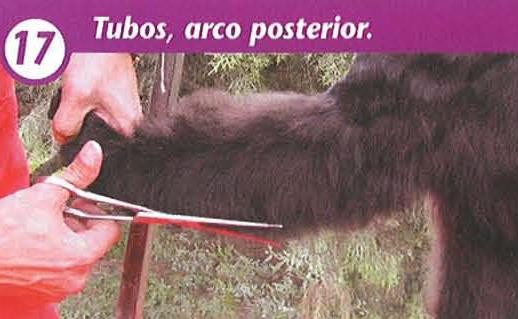 17
Tubos, arco posterior.